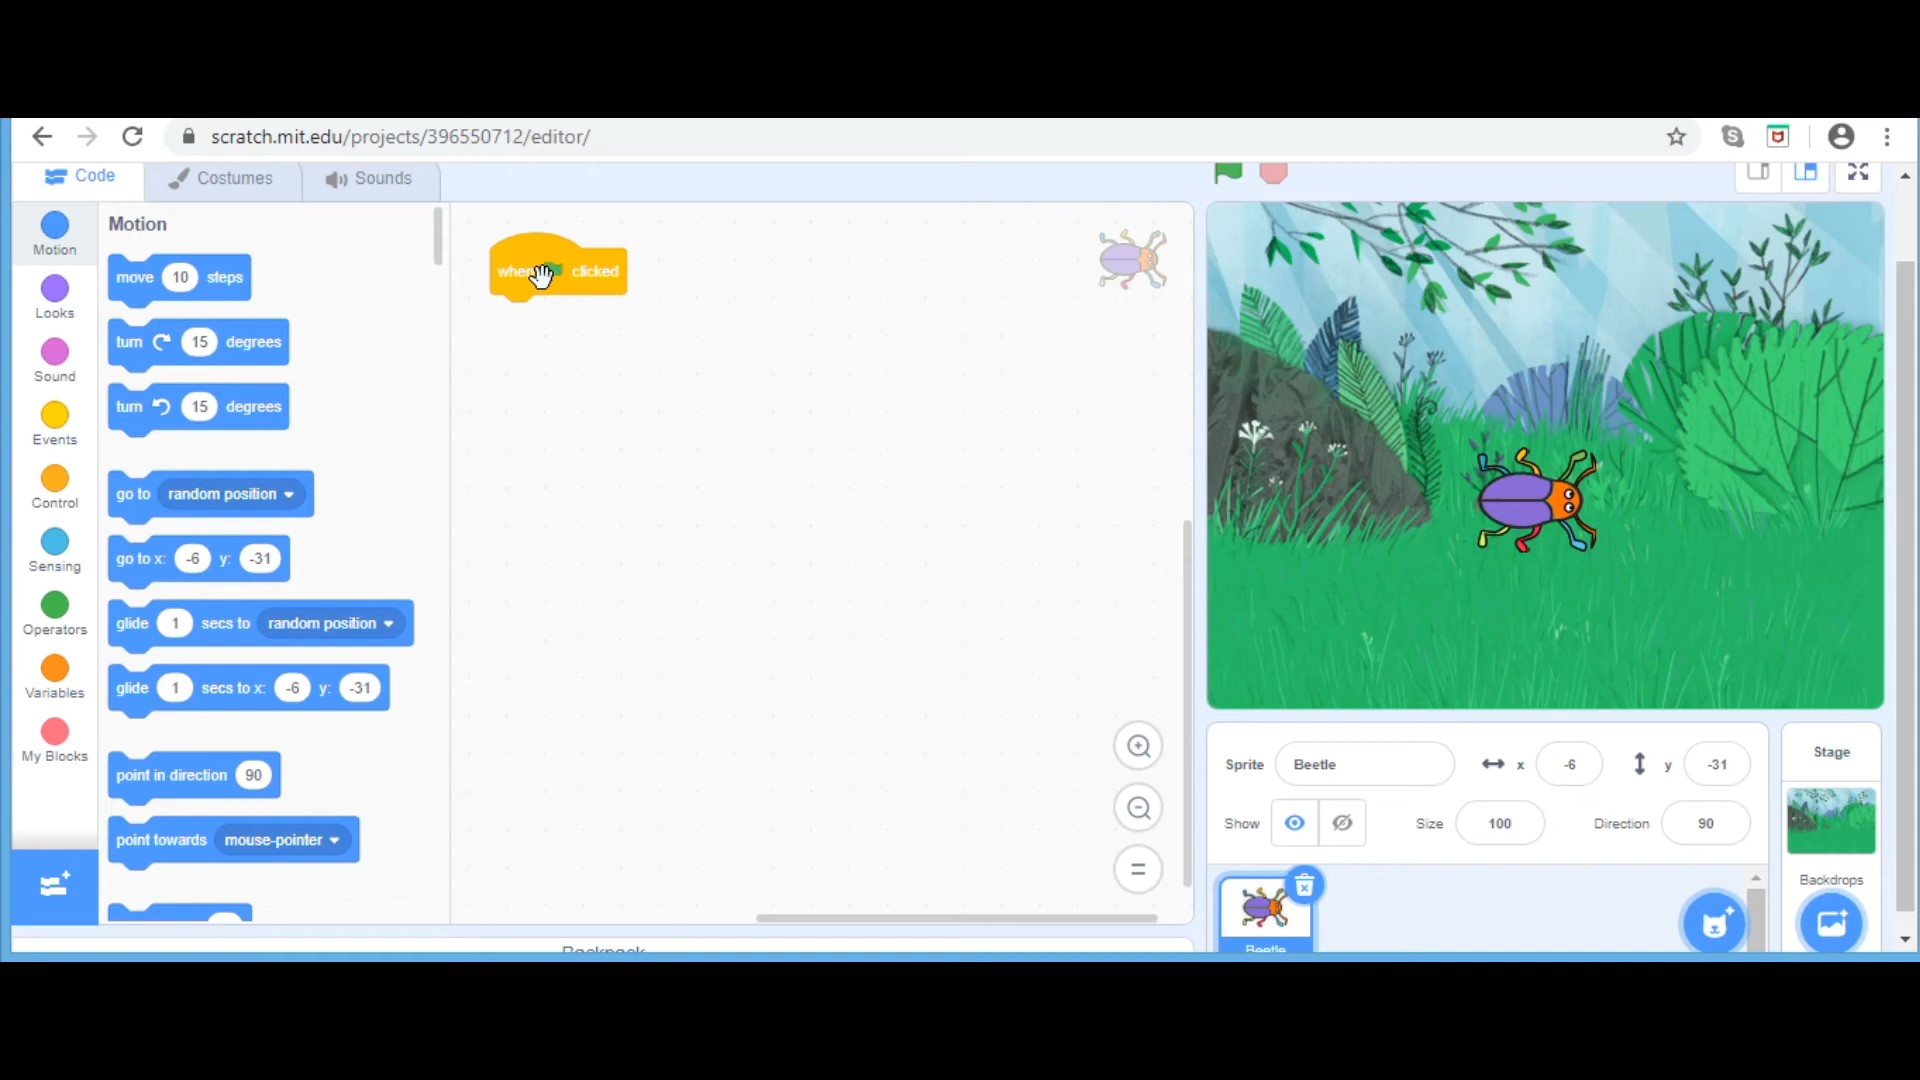 scratch.mit.edu/projects/396550712/editor/
Code
Costumes
Sounds
Motion
Looks
Sound
Events
Control
Sensing
Operators
Variables
My Blocks
Motion
move 10 steps
turn 15 degrees
turn 15 degrees
go to random position
go to x: -6 y: -31
glide 1 secs to random position
glide 1 secs to x: -6 y: -31
point in direction 90
point towards mouse-pointer
when clicked
Backpack
Sprite Beetle x -6 y -31
Show Size 100 Direction 90
Beetle
Stage
Backdrops